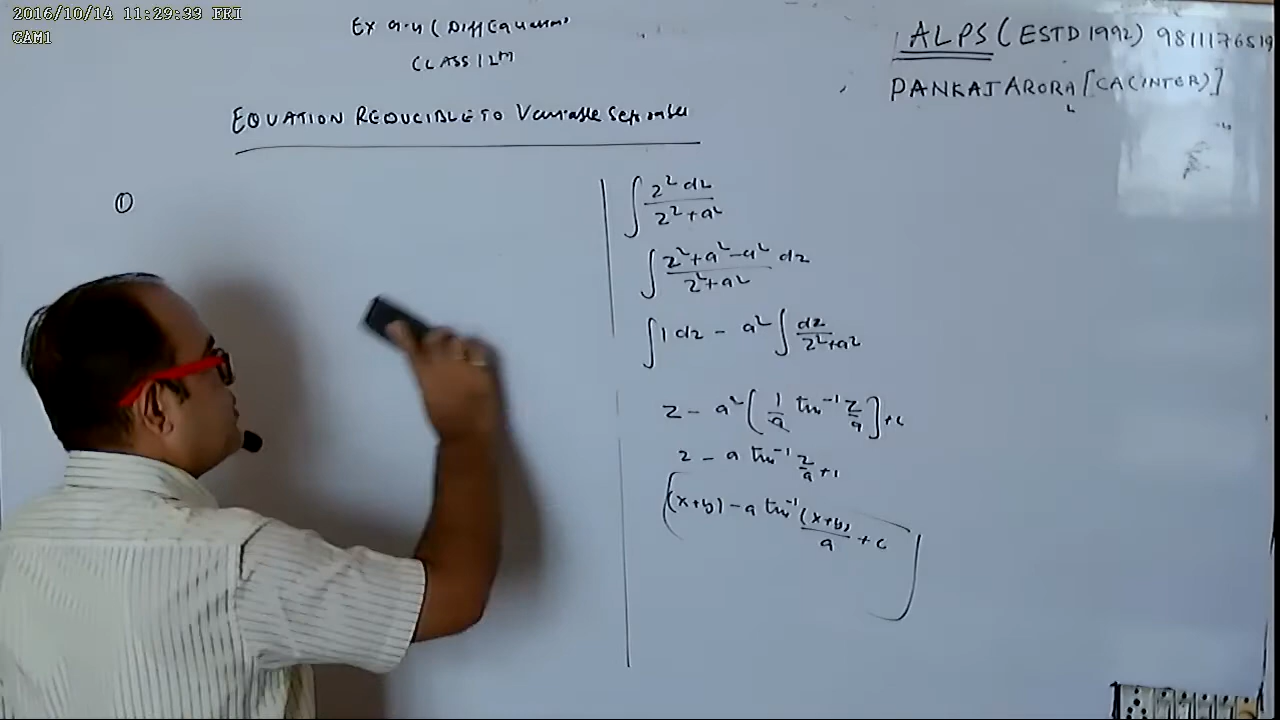 2016/10/14 11:29:33 FRI
CAM1
Ex 9.4 (Diff Equations)
CLASS 12th
ALPS (ESTD 1992) 9811176519
PANKAJ ARORA [CA (INTER)]
EQUATION REDUCIBLE TO Variable Separable
①
∫ z² dz / z² + a²
∫ z² + a² - a² / z² + a² dz
∫ 1 dz - a² ∫ dz / z² + a²
z - a² [ 1/a tan⁻¹ z/a ] + c
z - a tan⁻¹ z/a + c
(x+y) - a tan⁻¹ (x+y)/a + c